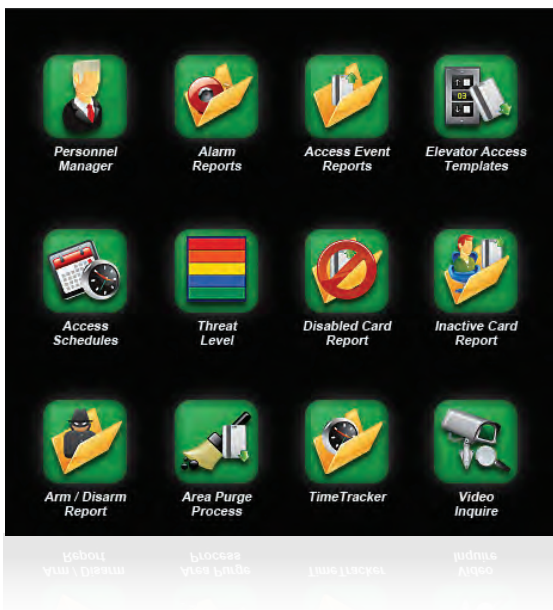 Personnel
Manager
Alarm
Reports
Access Event
Reports
03
Elevator Access
Templates
Access
Schedules
Threat
Level
Disabled Card
Report
Inactive Card
Report
Arm / Disarm
Report
Area Purge
Process
TimeTracker
Video
Inquire